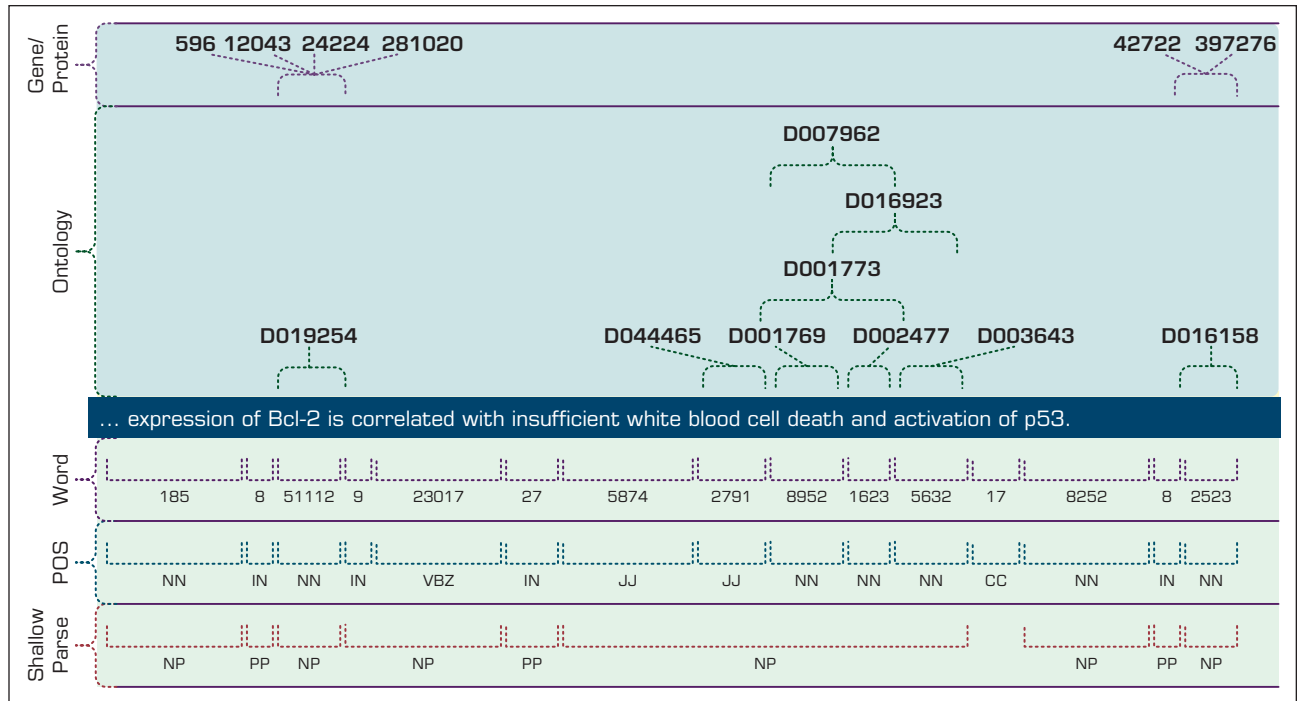 Gene/
Protein
596 12043 24224 281020
42722 397276
Ontology
D007962
D016923
D001773
D019254 D044465 D001769 D002477 D003643 D016158
... expression of Bcl-2 is correlated with insufficient white blood cell death and activation of p53.
Word
185 8 51112 9 23017 27 5874 2791 8952 1623 5632 17 8252 8 2523
POS
NN IN NN IN VBZ IN JJ JJ NN NN NN CC NN IN NN
Shallow
Parse
NP PP NP NP PP NP NP PP NP